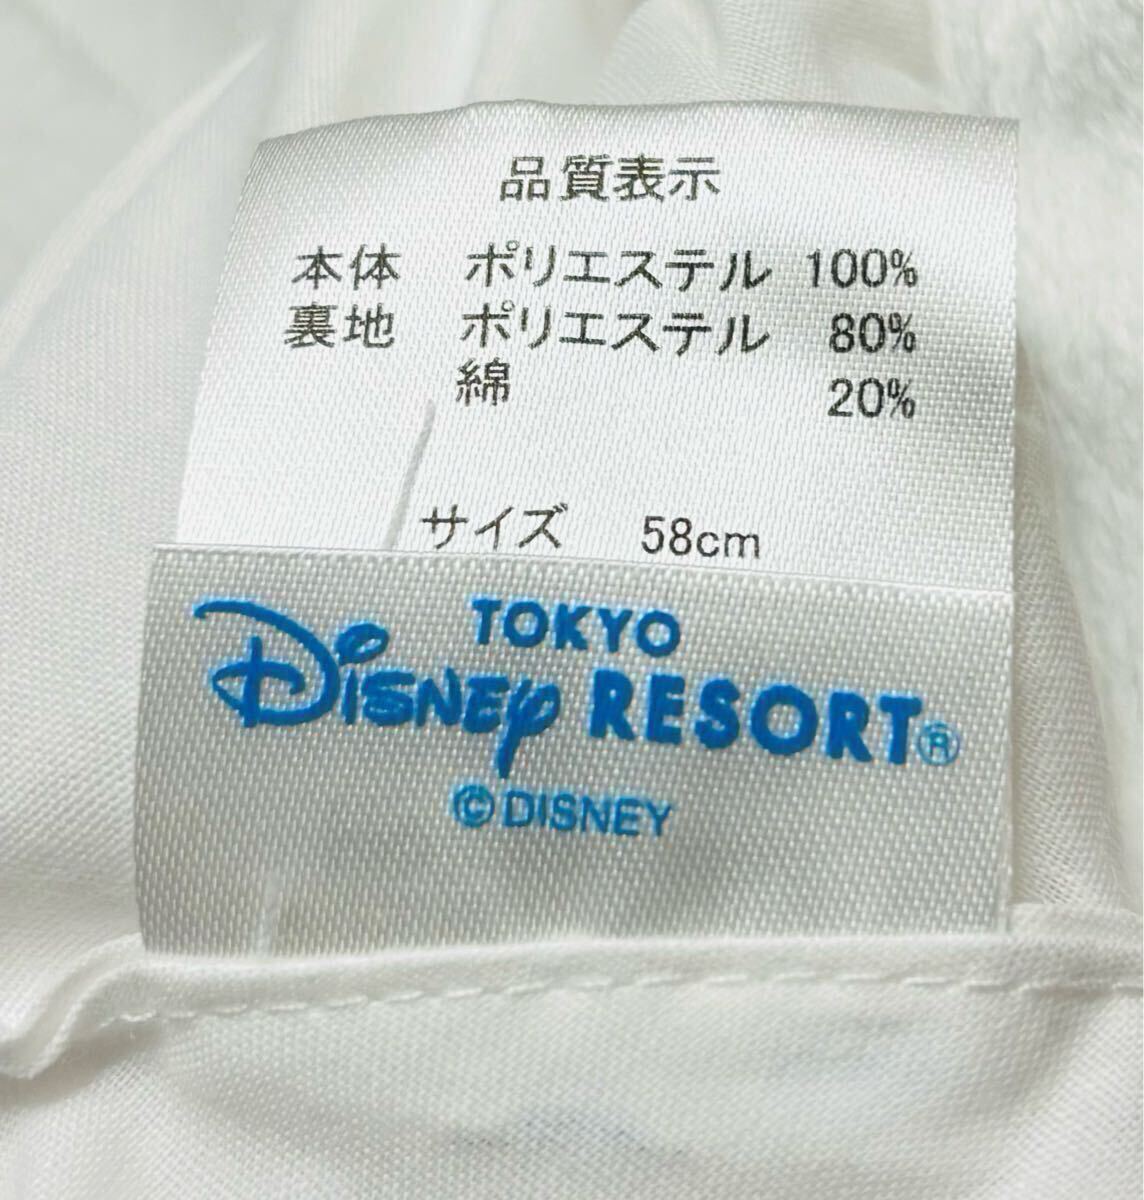 品質表示
本体 ポリエステル 100%
裏地 ポリエステル 80%
綿 20%
サイズ 58cm
TOKYO
Disney RESORT®
©DISNEY